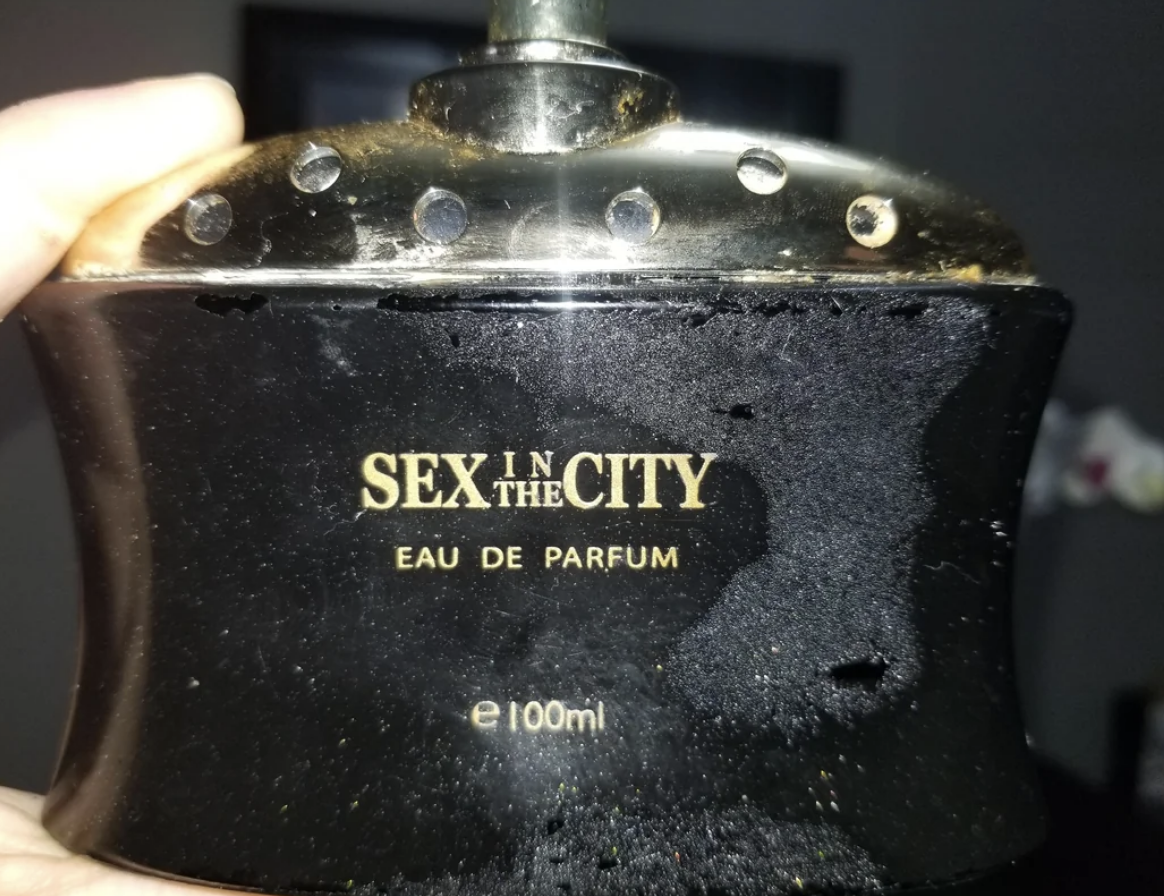 SEX IN THE CITY
EAU DE PARFUM
e 100ml